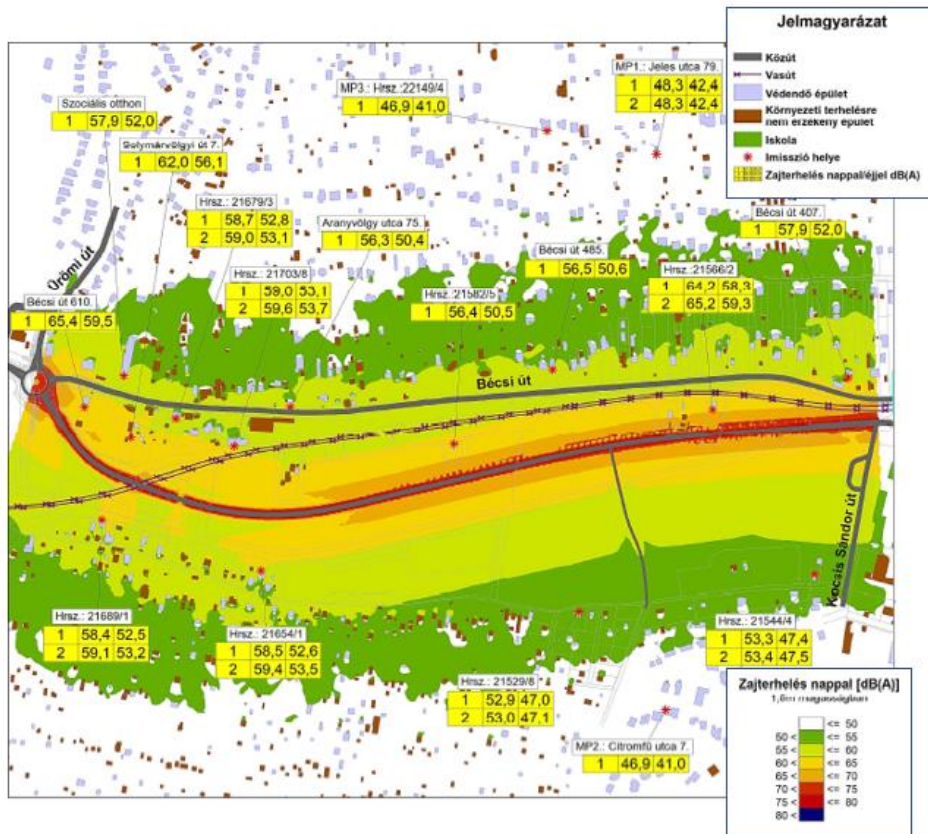 Jelmagyarázat
Közút
Vasút
Védendő épület
Környezeti terhelésre
nem érzékeny épület
Iskola
Imisszió helye
Zajterhelés nappal/éjjel dB(A)
MP1.: Jeles utca 79.
1 48,3 42,4
2 48,3 42,4
MP3.: Hrsz.:22149/4
1 46,9 41,0
Szociális otthon
1 57,9 52,0
Solymárvölgyi út 7.
1 62,0 56,1
Hrsz.: 21679/3
1 58,7 52,8
2 59,0 53,1
Aranyvölgy utca 75.
1 56,3 50,4
Bécsi út 407.
1 57,9 52,0
Bécsi út 485.
1 56,5 50,6
Hrsz.:21566/2
1 64,2 58,3
2 65,2 59,3
Ürömi út
Hrsz.: 21703/8
1 59,0 53,1
2 59,6 53,7
Hrsz.:21582/5
1 56,4 50,5
Bécsi út 610.
1 65,4 59,5
Bécsi út
Kocsis Sándor út
Hrsz.: 21689/1
1 58,4 52,5
2 59,1 53,2
Hrsz.: 21654/1
1 58,5 52,6
2 59,4 53,5
Hrsz.: 21544/4
1 53,3 47,4
2 53,4 47,5
Hrsz.:21529/8
1 52,9 47,0
2 53,0 47,1
MP2.: Citromfű utca 7.
1 46,9 41,0
Zajterhelés nappal [dB(A)]
1,5m magasságban
<= 50
50 < <= 55
55 < <= 60
60 < <= 65
65 < <= 70
70 < <= 75
75 < <= 80
80 <